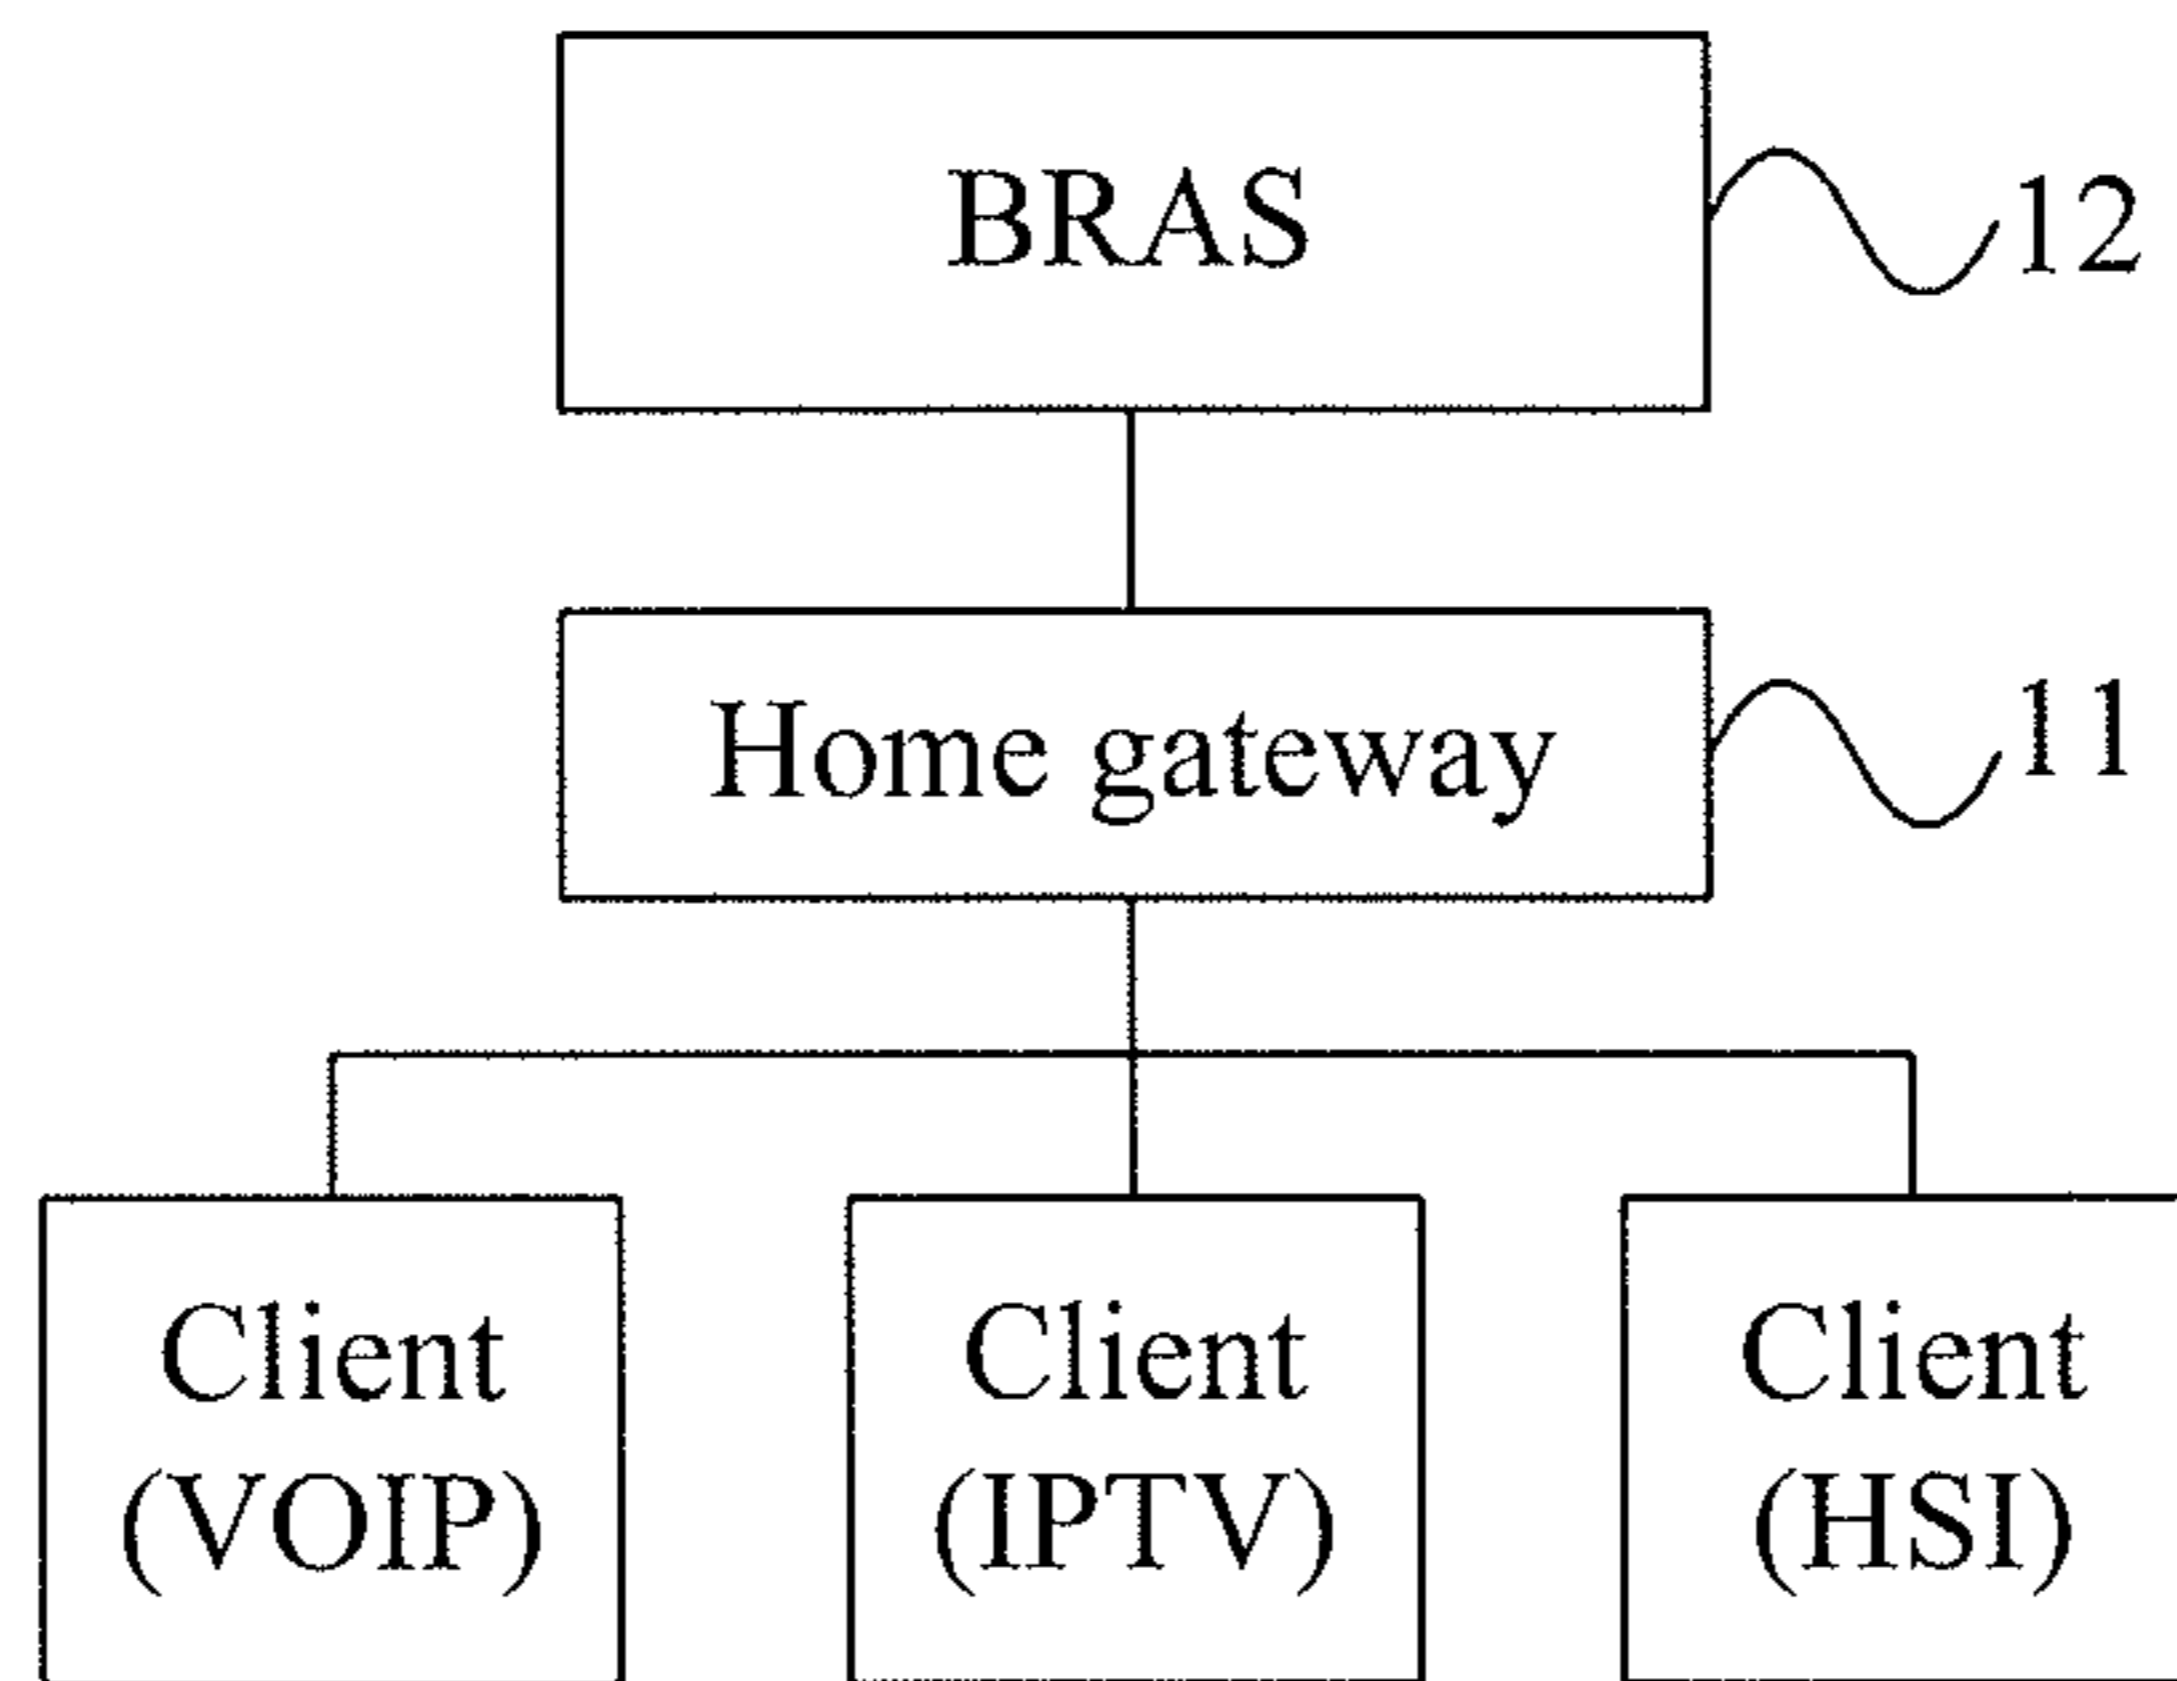 BRAS
12
Home gateway
11
Client
(VOIP)
Client
(IPTV)
Client
(HSI)